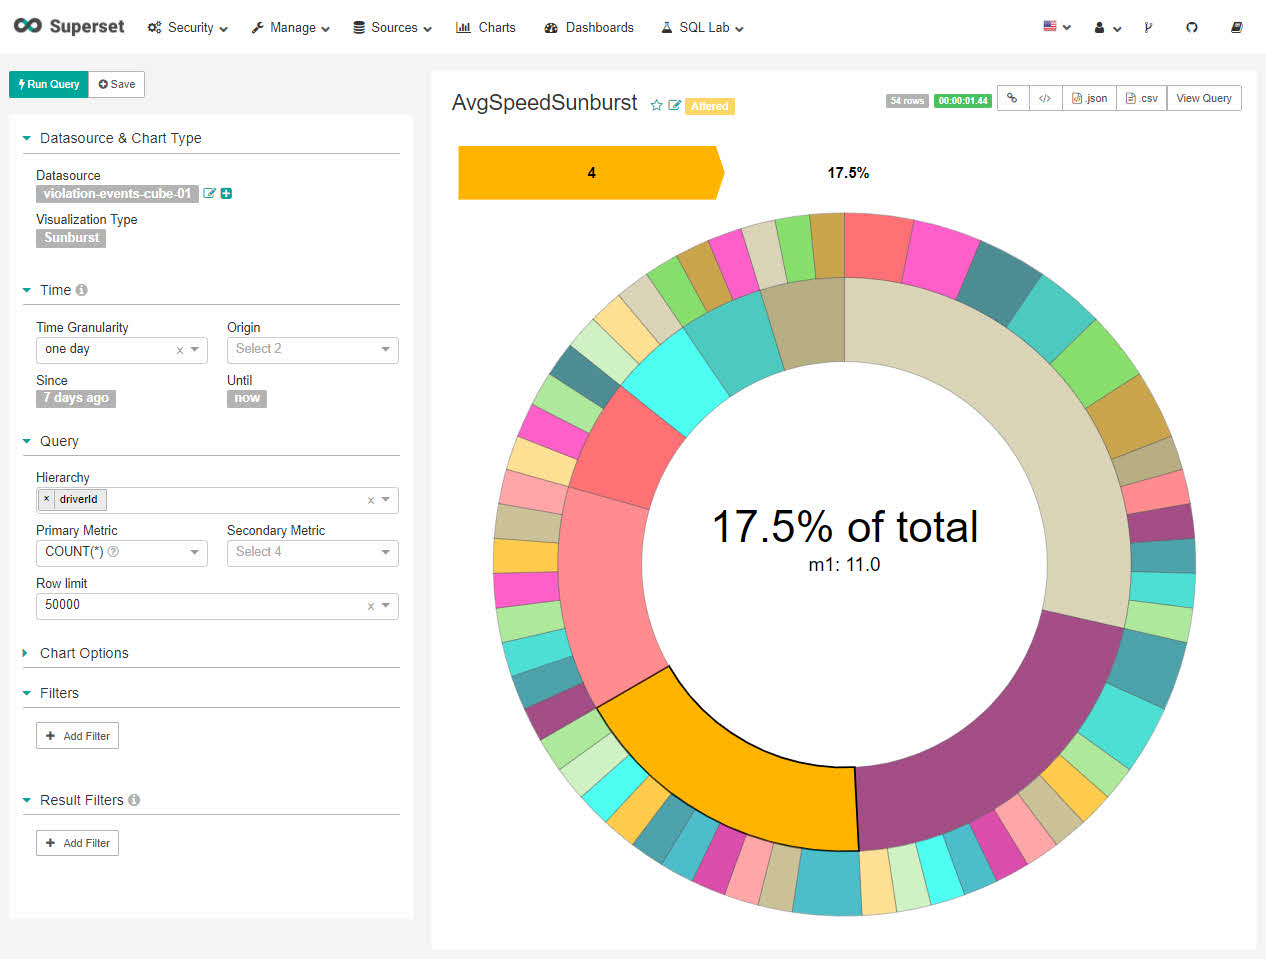 Superset Security Manage Sources Charts Dashboards SQL Lab
Run Query Save
Datasource & Chart Type
Datasource
violation-events-cube-01
Visualization Type
Sunburst
Time
Time Granularity Origin
one day x Select 2
Since Until
7 days ago now
Query
Hierarchy
× driverId x
Primary Metric Secondary Metric
COUNT(*) Select 4
Row limit
50000 x
Chart Options
Filters
+ Add Filter
Result Filters
+ Add Filter
AvgSpeedSunburst Altered 54 rows 00:00:01.44 </> .json .csv View Query
4 17.5%
17.5% of total
m1: 11.0